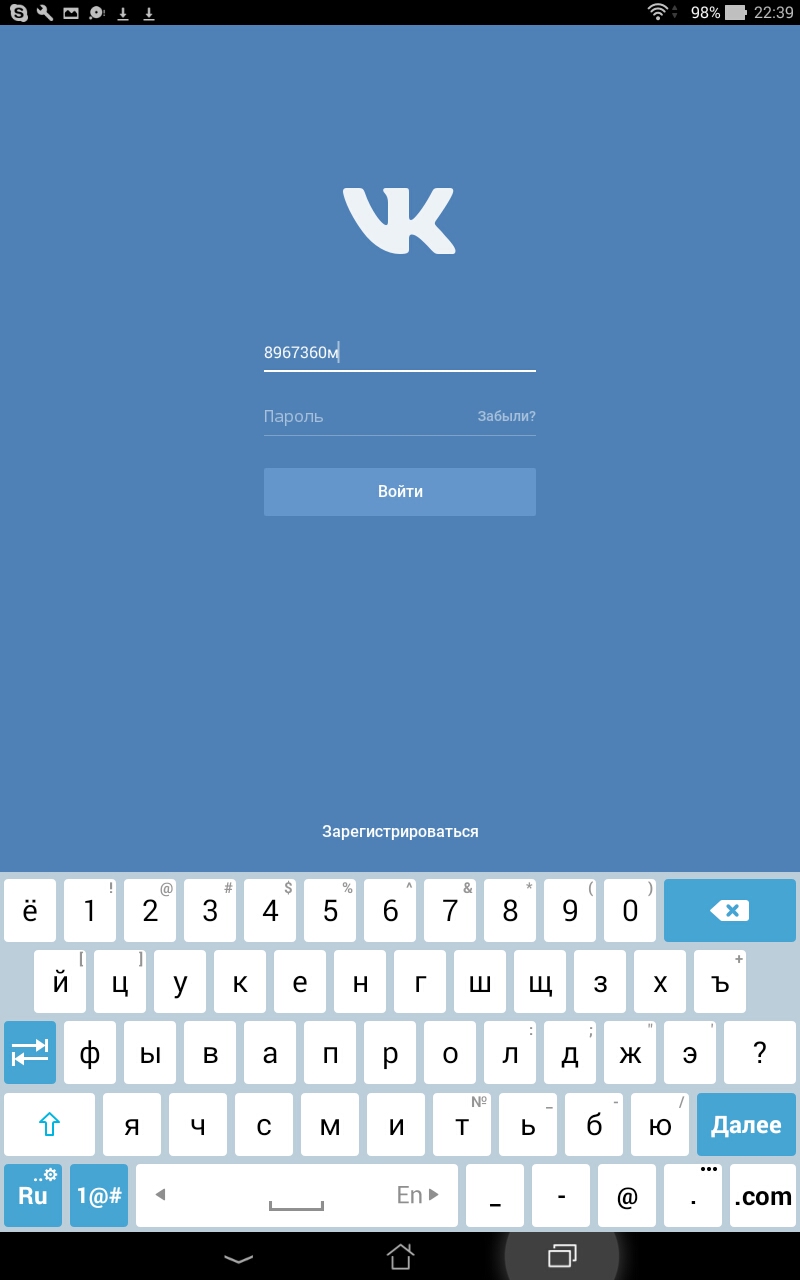 98% 22:39
VK
8967360м
Пароль Забыли?
Войти
Зарегистрироваться
ё 1 ! 2 @ 3 # 4 $ 5 % 6 ^ 7 & 8 * 9 ( 0 )
й [ ц ] у к е н г ш щ з х ъ +
ф ы в а п р о л : д ; ж " э ' ?
я ч с м и т № ь _ б - ю / Далее
Ru 1@# En _ - @ . .com